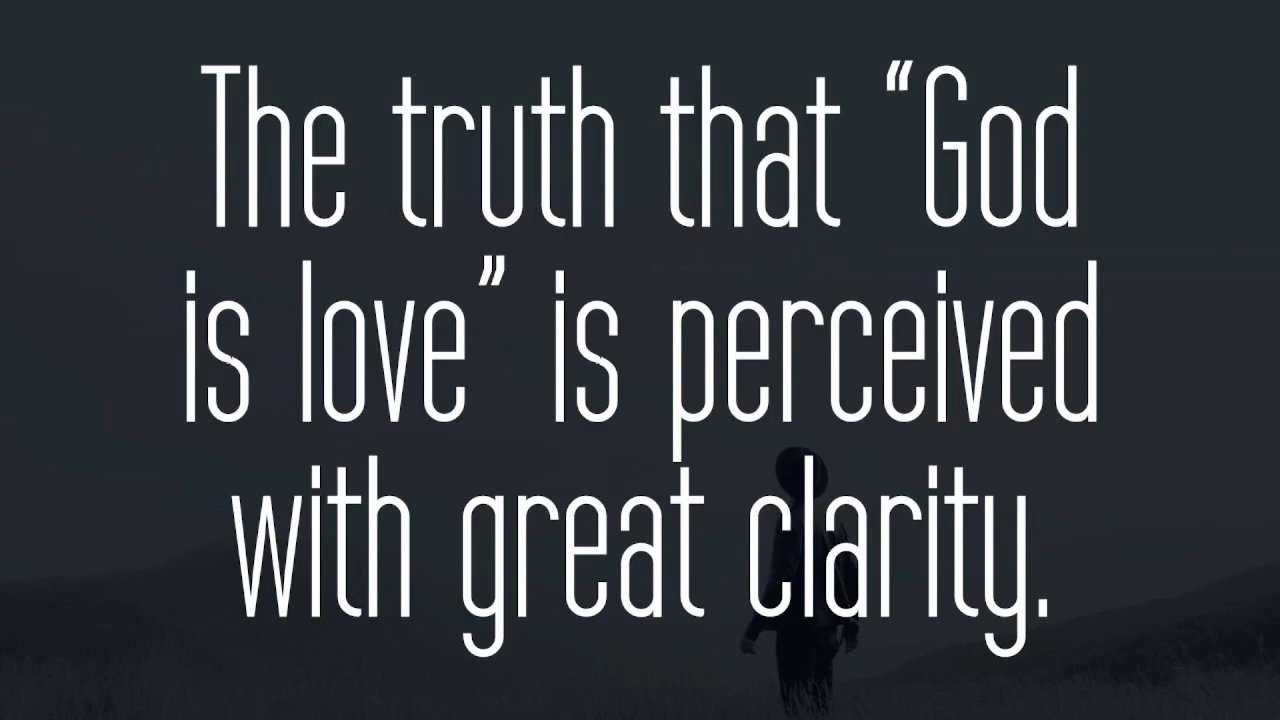 The truth that “God
is love” is perceived
with great clarity.